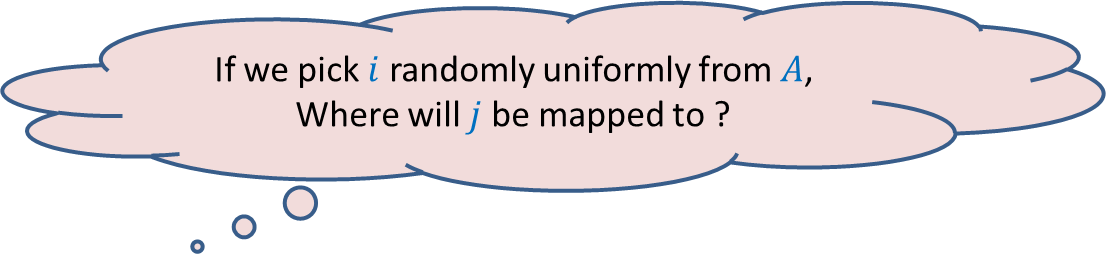 If we pick i randomly uniformly from A,
Where will j be mapped to ?